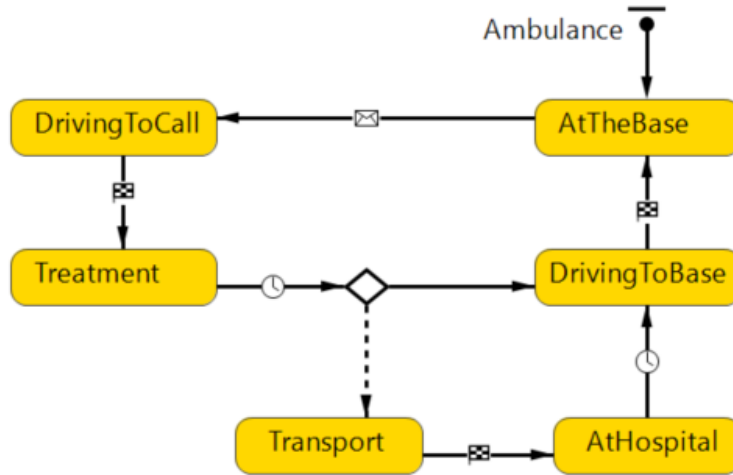 Ambulance
DrivingToCall
AtTheBase
Treatment
DrivingToBase
Transport
AtHospital